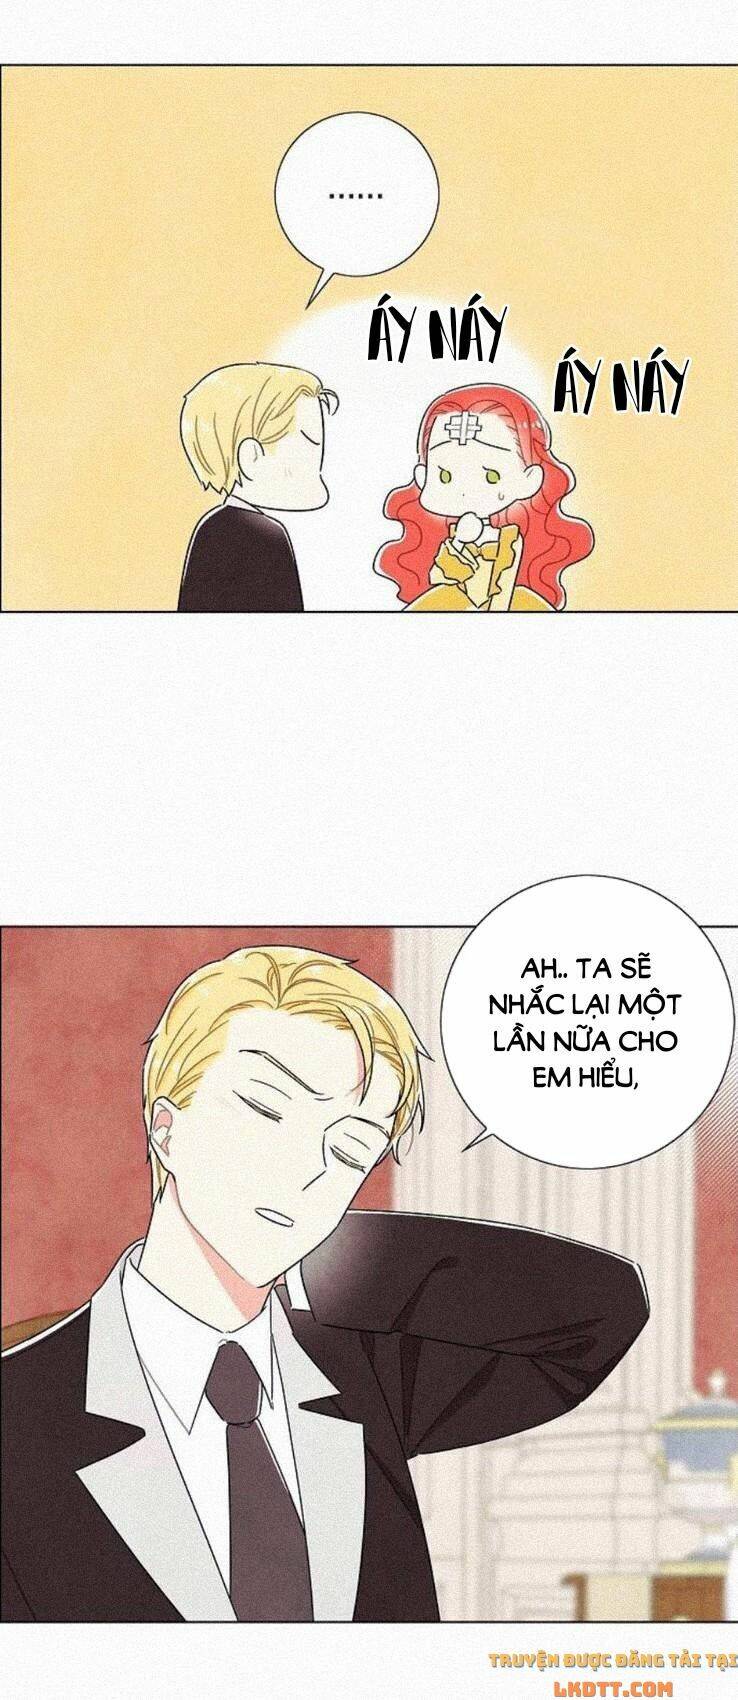 ......
ÁY NÁY
ÁY NÁY
AH.. TA SẼ
NHẮC LẠI MỘT
LẦN NỮA CHO
EM HIỂU,
TRUYỆN ĐƯỢC ĐĂNG TẢI TẠI
LKDTT.COM